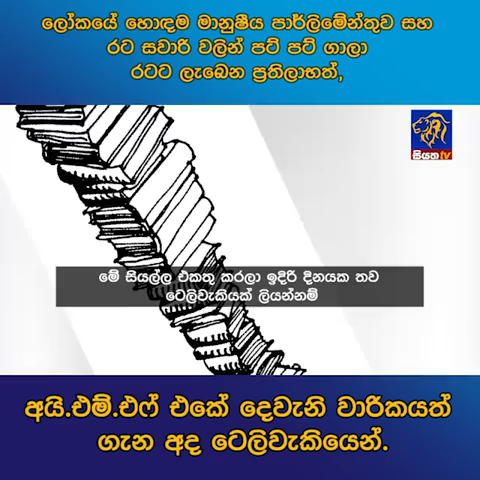 ලෝකයේ හොඳම මානුෂීය පාර්ලිමේන්තුව සහ
රට සවාරි වලින් පට් පට් ගාලා
රටට ලැබෙන ප්‍රතිලාභත්,
සියත tv
මේ සියල්ල එකතු කරලා ඉදිරි දිනයක තව
ටෙලිවැකියක් ලියන්නම්
අයි.එම්.එෆ් එකේ දෙවැනි වාරිකයත්
ගැන අද ටෙලිවැකියෙන්.